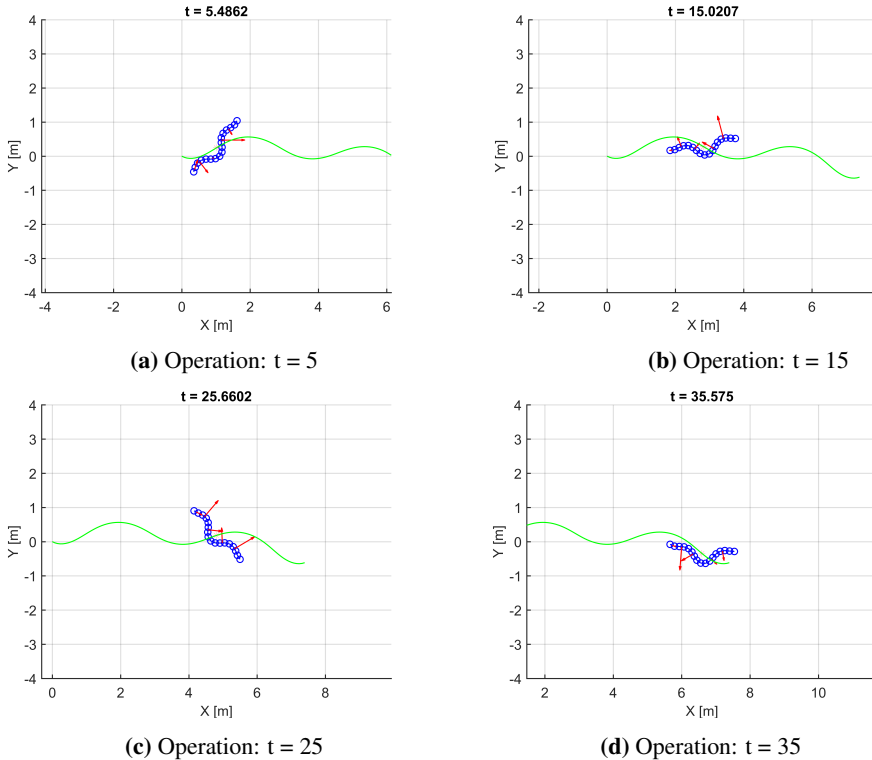 t = 5.4862
4
3
2
1
0
-1
-2
-3
-4
Y [m]
-4 -2 0 2 4 6
X [m]
(a) Operation: t = 5
t = 15.0207
4
3
2
1
0
-1
-2
-3
-4
Y [m]
-2 0 2 4 6
X [m]
(b) Operation: t = 15
t = 25.6602
4
3
2
1
0
-1
-2
-3
-4
Y [m]
0 2 4 6 8
X [m]
(c) Operation: t = 25
t = 35.575
4
3
2
1
0
-1
-2
-3
-4
Y [m]
2 4 6 8 10
X [m]
(d) Operation: t = 35